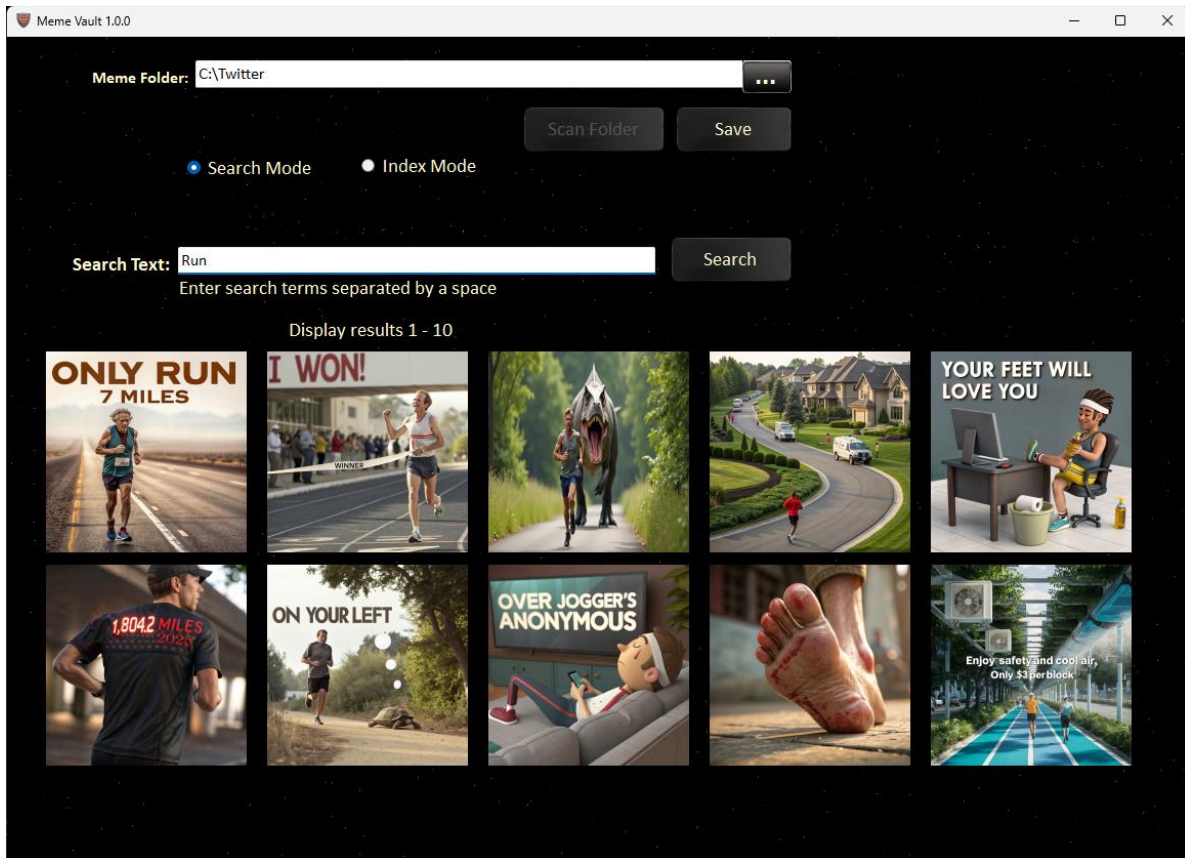 Meme Vault 1.0.0
Meme Folder: C:\Twitter ...
Scan Folder Save
Search Mode Index Mode
Search Text: Run Search
Enter search terms separated by a space
Display results 1 - 10
ONLY RUN
7 MILES
I WON!
WINNER
YOUR FEET WILL
LOVE YOU
1,804.2 MILES
2025
ON YOUR LEFT
OVER JOGGER'S
ANONYMOUS
Enjoy safety and cool air,
Only $3 per block